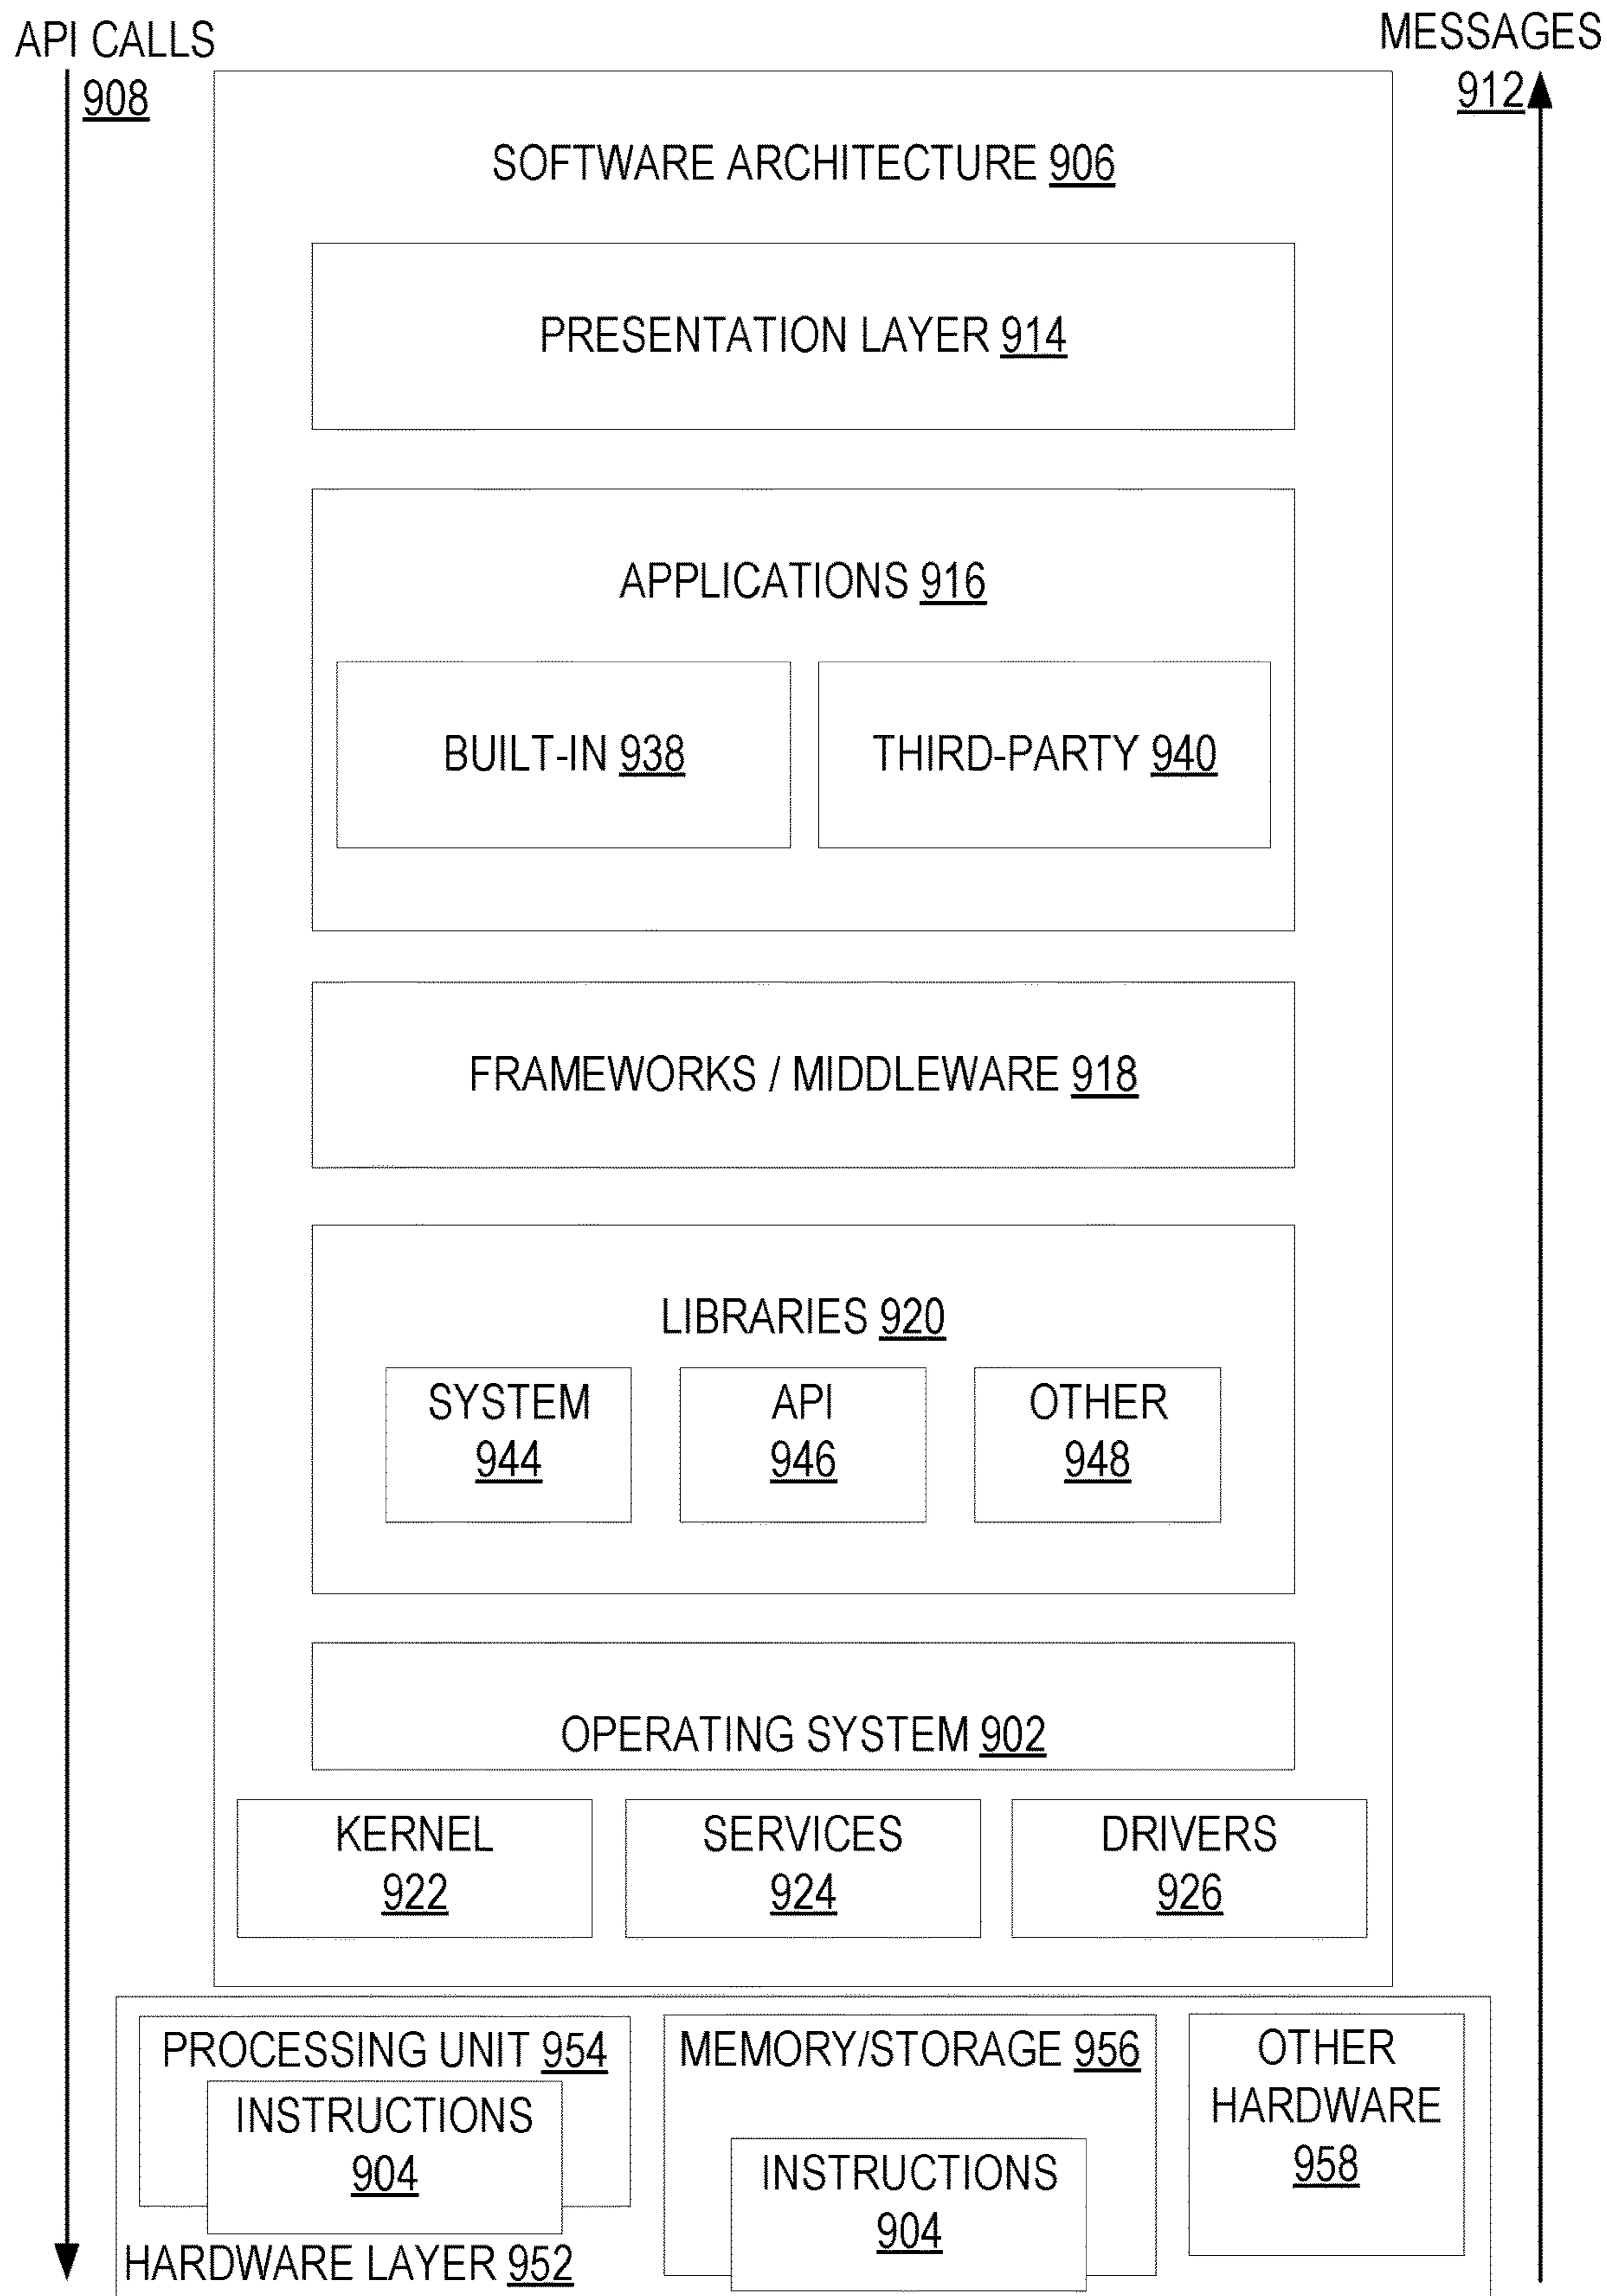 API CALLS
908
MESSAGES
912
SOFTWARE ARCHITECTURE 906
PRESENTATION LAYER 914
APPLICATIONS 916
BUILT-IN 938
THIRD-PARTY 940
FRAMEWORKS / MIDDLEWARE 918
LIBRARIES 920
SYSTEM
944
API
946
OTHER
948
OPERATING SYSTEM 902
KERNEL
922
SERVICES
924
DRIVERS
926
PROCESSING UNIT 954
INSTRUCTIONS
904
MEMORY/STORAGE 956
INSTRUCTIONS
904
OTHER
HARDWARE
958
HARDWARE LAYER 952